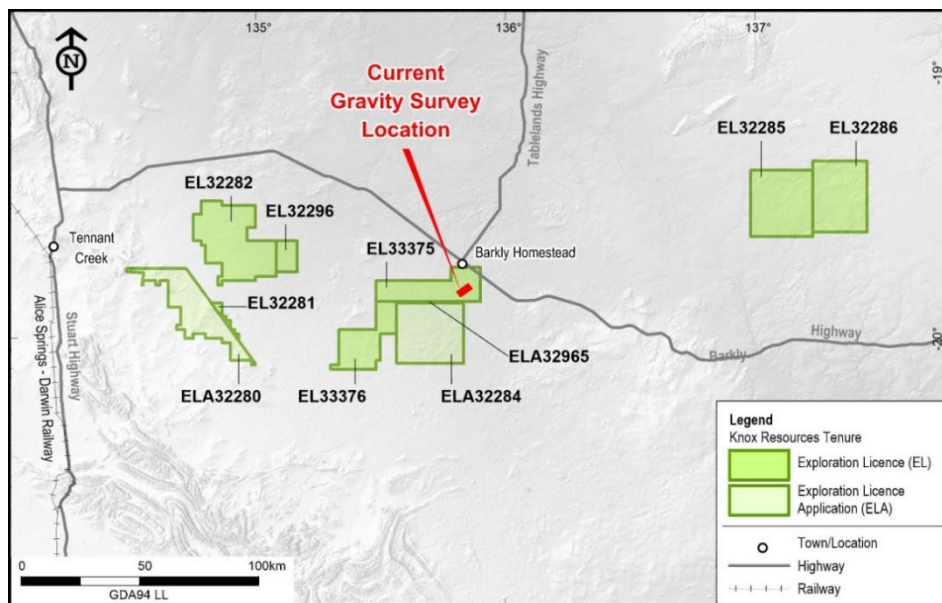 135°
136°
137°
-19°
N
Current
Gravity Survey
Location
Tablelands Highway
EL32285
EL32286
EL32282
EL32296
Tennant
Creek
EL33375
Barkly Homestead
EL32281
Alice Springs - Darwin Railway
Stuart Highway
ELA32965
Barkly
Highway
-20°
ELA32280
EL33376
ELA32284
Legend
Knox Resources Tenure
Exploration Licence (EL)
Exploration Licence
Application (ELA)
Town/Location
Highway
Railway
0
50
100km
GDA94 LL